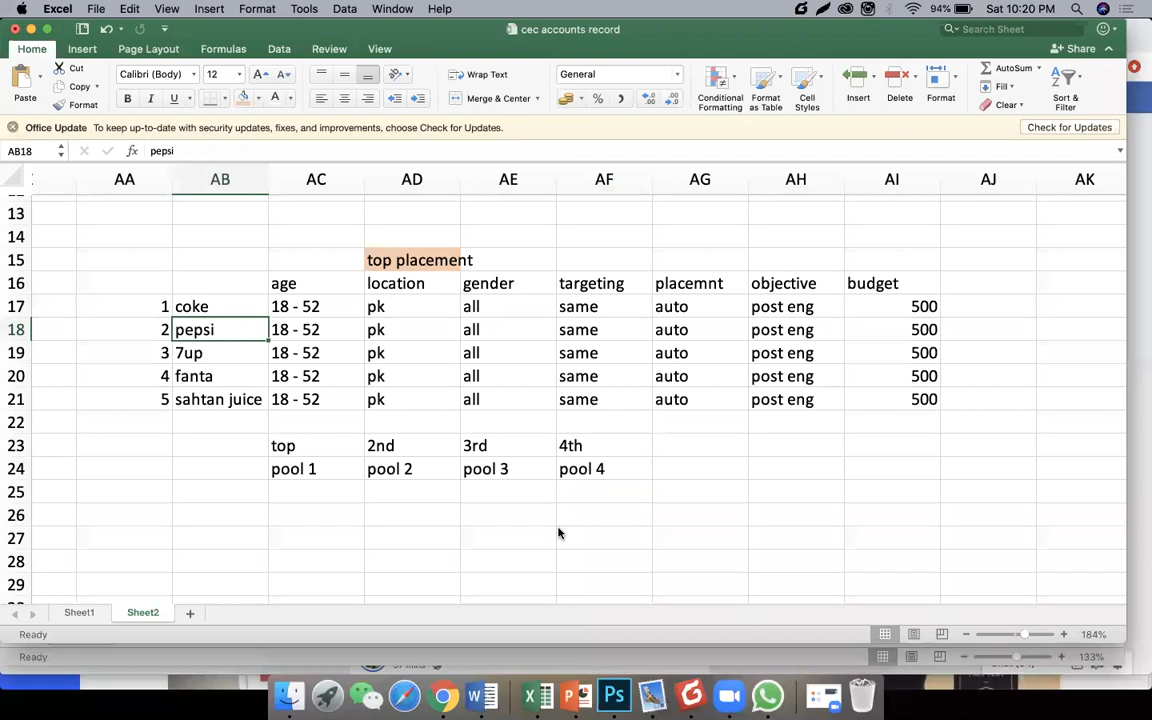 Excel File Edit View Insert Format Tools Data Window Help 94% Sat 10:20 PM
cec accounts record Search Sheet
Home Insert Page Layout Formulas Data Review View Share
Paste Cut Copy Format Calibri (Body) 12 Wrap Text General Conditional Formatting Format as Table Cell Styles Insert Delete Format AutoSum Fill Clear Sort & Filter
B I U A Merge & Center %
Office Update To keep up-to-date with security updates, fixes, and improvements, choose Check for Updates. Check for Updates
AB18 fx pepsi
AA AB AC AD AE AF AG AH AI AJ AK
13
14
15 top placement
16 age location gender targeting placemnt objective budget
17 1 coke 18 - 52 pk all same auto post eng 500
18 2 pepsi 18 - 52 pk all same auto post eng 500
19 3 7up 18 - 52 pk all same auto post eng 500
20 4 fanta 18 - 52 pk all same auto post eng 500
21 5 sahtan juice 18 - 52 pk all same auto post eng 500
22
23 top 2nd 3rd 4th
24 pool 1 pool 2 pool 3 pool 4
25
26
27
28
29
Sheet1 Sheet2
Ready 184%
Ready 133%
W X P Ps